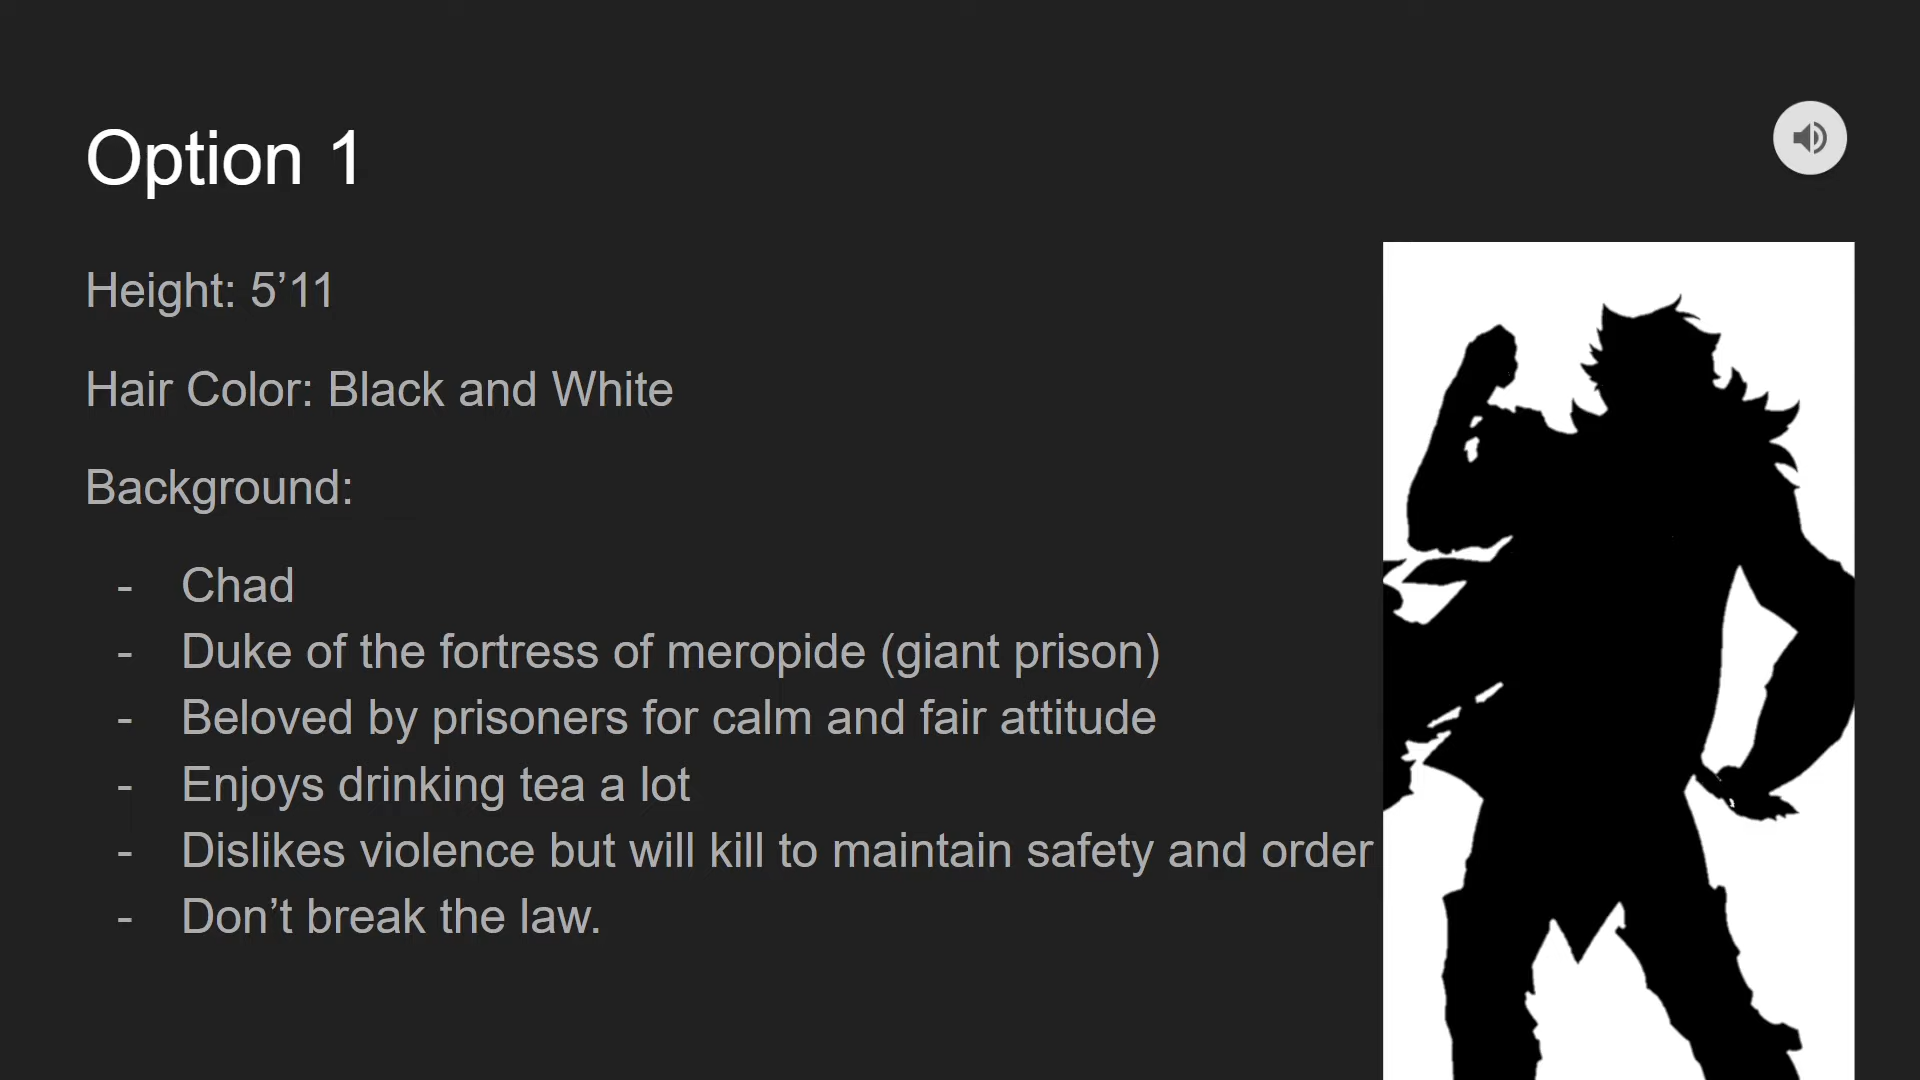 Option 1
Height: 5’11
Hair Color: Black and White
Background:
- Chad
- Duke of the fortress of meropide (giant prison)
- Beloved by prisoners for calm and fair attitude
- Enjoys drinking tea a lot
- Dislikes violence but will kill to maintain safety and order
- Don’t break the law.